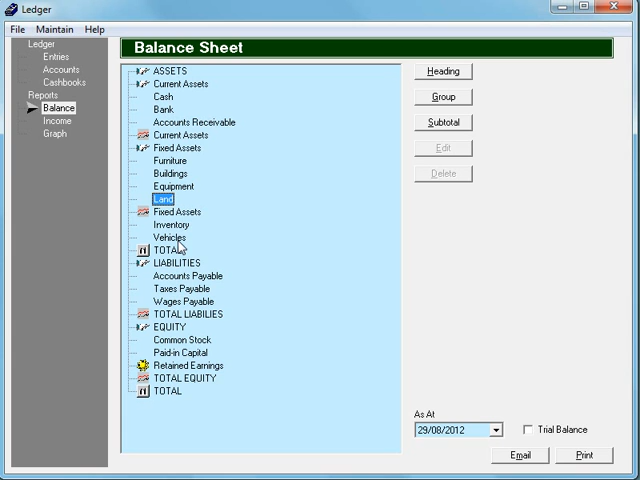 Ledger
File Maintain Help
Ledger
Entries
Accounts
Cashbooks
Reports
Balance
Income
Graph
Balance Sheet
ASSETS
Current Assets
Cash
Bank
Accounts Receivable
Current Assets
Fixed Assets
Furniture
Buildings
Equipment
Land
Fixed Assets
Inventory
Vehicles
TOTAL
LIABILITIES
Accounts Payable
Taxes Payable
Wages Payable
TOTAL LIABILIES
EQUITY
Common Stock
Paid-in Capital
Retained Earnings
TOTAL EQUITY
TOTAL
Heading
Group
Subtotal
Edit
Delete
As At
29/08/2012
Trial Balance
Email
Print